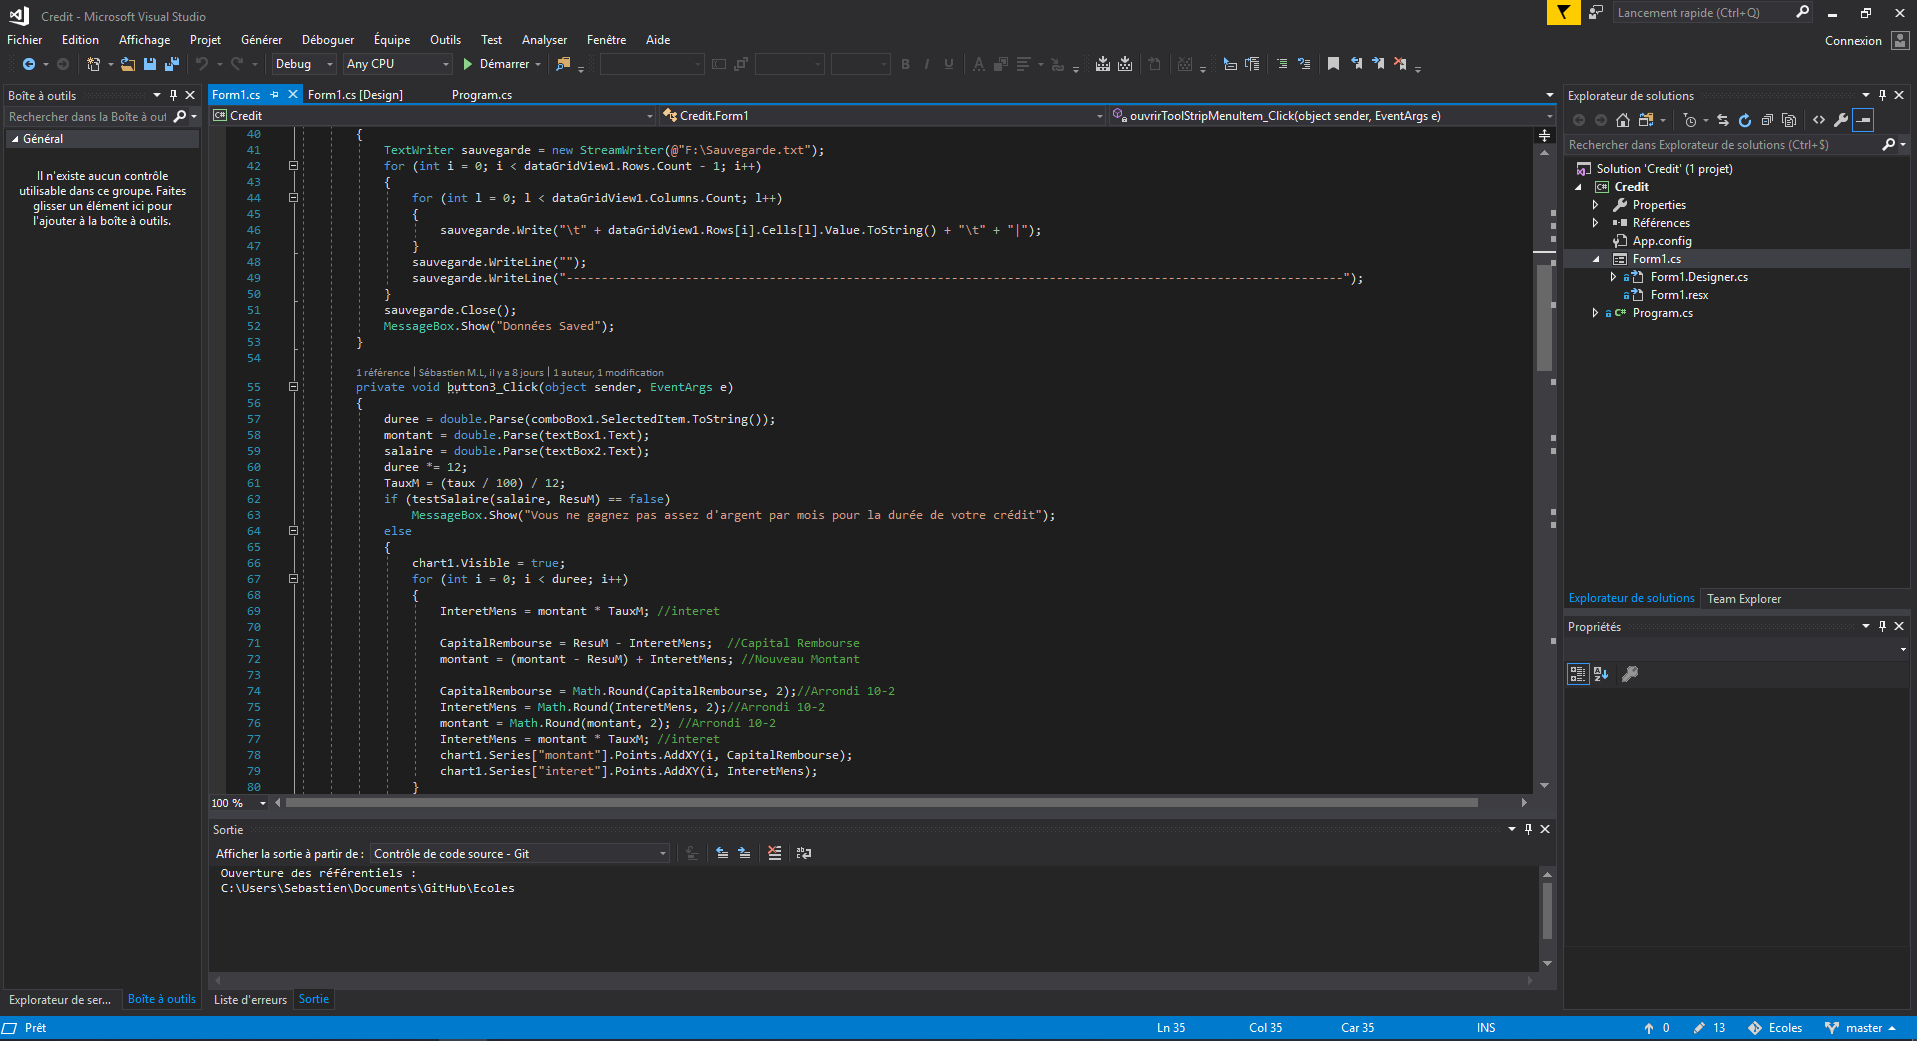 Credit - Microsoft Visual Studio
Lancement rapide (Ctrl+Q)
Fichier Edition Affichage Projet Générer Déboguer Équipe Outils Test Analyser Fenêtre Aide
Connexion
Debug Any CPU Démarrer
Boîte à outils
Rechercher dans la Boîte à out
Général
Il n'existe aucun contrôle
utilisable dans ce groupe. Faites
glisser un élément ici pour
l'ajouter à la boîte à outils.
Explorateur de ser... Boîte à outils
Form1.cs Form1.cs [Design] Program.cs
Credit Credit.Form1 ouvrirToolStripMenuItem_Click(object sender, EventArgs e)
40 {
41 TextWriter sauvegarde = new StreamWriter(@"F:\Sauvegarde.txt");
42 for (int i = 0; i < dataGridView1.Rows.Count - 1; i++)
43 {
44 for (int l = 0; l < dataGridView1.Columns.Count; l++)
45 {
46 sauvegarde.Write("\t" + dataGridView1.Rows[i].Cells[l].Value.ToString() + "\t" + "|");
47 }
48 sauvegarde.WriteLine("");
49 sauvegarde.WriteLine("---------------------------------------------------------------------------------------------------------------");
50 }
51 sauvegarde.Close();
52 MessageBox.Show("Données Saved");
53 }
54
1 référence | Sébastien M.L, il y a 8 jours | 1 auteur, 1 modification
55 private void button3_Click(object sender, EventArgs e)
56 {
57 duree = double.Parse(comboBox1.SelectedItem.ToString());
58 montant = double.Parse(textBox1.Text);
59 salaire = double.Parse(textBox2.Text);
60 duree *= 12;
61 TauxM = (taux / 100) / 12;
62 if (testSalaire(salaire, ResuM) == false)
63 MessageBox.Show("Vous ne gagnez pas assez d'argent par mois pour la durée de votre crédit");
64 else
65 {
66 chart1.Visible = true;
67 for (int i = 0; i < duree; i++)
68 {
69 InteretMens = montant * TauxM; //interet
70
71 CapitalRembourse = ResuM - InteretMens; //Capital Rembourse
72 montant = (montant - ResuM) + InteretMens; //Nouveau Montant
73
74 CapitalRembourse = Math.Round(CapitalRembourse, 2);//Arrondi 10-2
75 InteretMens = Math.Round(InteretMens, 2);//Arrondi 10-2
76 montant = Math.Round(montant, 2); //Arrondi 10-2
77 InteretMens = montant * TauxM; //interet
78 chart1.Series["montant"].Points.AddXY(i, CapitalRembourse);
79 chart1.Series["interet"].Points.AddXY(i, InteretMens);
80 }
100 %
Sortie
Afficher la sortie à partir de : Contrôle de code source - Git
Ouverture des référentiels :
C:\Users\Sebastien\Documents\GitHub\Ecoles
Liste d'erreurs Sortie
Explorateur de solutions
Rechercher dans Explorateur de solutions (Ctrl+$)
Solution 'Credit' (1 projet)
Credit
Properties
Références
App.config
Form1.cs
Form1.Designer.cs
Form1.resx
Program.cs
Explorateur de solutions Team Explorer
Propriétés
Prêt Ln 35 Col 35 Car 35 INS 0 13 Ecoles master